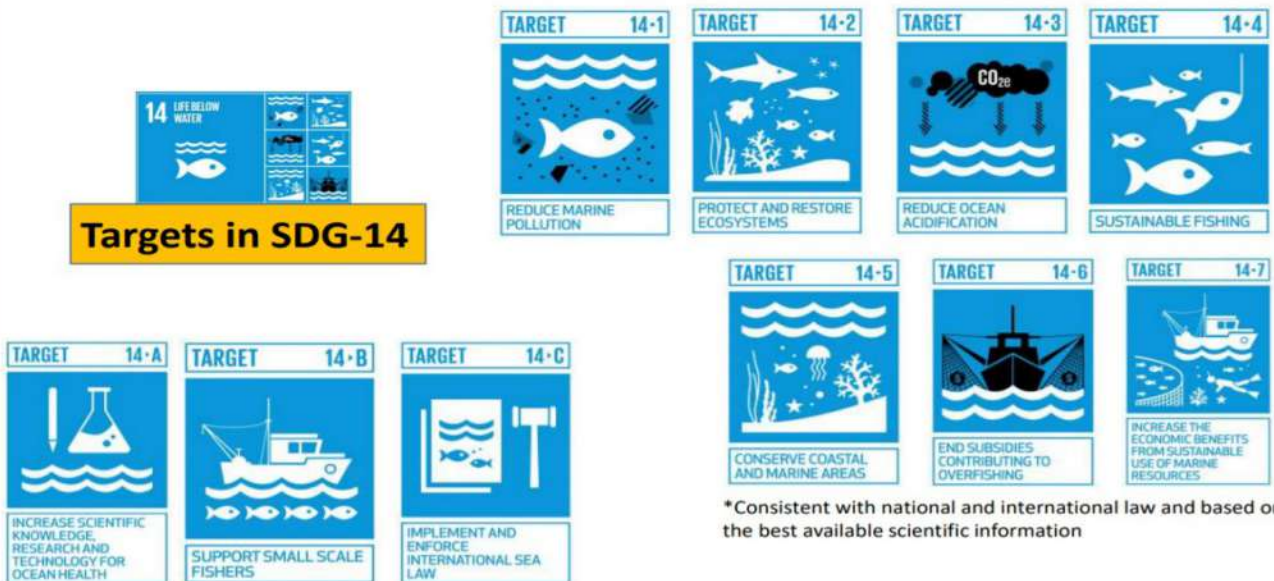 14 LIFE BELOW
WATER
Targets in SDG-14
TARGET 14·1
REDUCE MARINE
POLLUTION
TARGET 14·2
PROTECT AND RESTORE
ECOSYSTEMS
TARGET 14·3
CO2e
REDUCE OCEAN
ACIDIFICATION
TARGET 14·4
SUSTAINABLE FISHING
TARGET 14·5
CONSERVE COASTAL
AND MARINE AREAS
TARGET 14·6
END SUBSIDIES
CONTRIBUTING TO
OVERFISHING
TARGET 14·7
INCREASE THE
ECONOMIC BENEFITS
FROM SUSTAINABLE
USE OF MARINE
RESOURCES
*Consistent with national and international law and based on
the best available scientific information
TARGET 14·A
INCREASE SCIENTIFIC
KNOWLEDGE,
RESEARCH AND
TECHNOLOGY FOR
OCEAN HEALTH
TARGET 14·B
SUPPORT SMALL SCALE
FISHERS
TARGET 14·C
IMPLEMENT AND
ENFORCE
INTERNATIONAL SEA
LAW